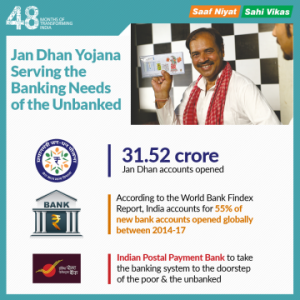 48
MONTHS OF
TRANSFORMING
INDIA
Saaf Niyat
Sahi Vikas
Jan Dhan Yojana
Serving the
Banking Needs
of the Unbanked
31.52 crore
Jan Dhan accounts opened
BANK
According to the World Bank Findex
Report, India accounts for 55% of
new bank accounts opened globally
between 2014-17
Indian Postal Payment Bank to take
the banking system to the doorstep
of the poor & the unbanked